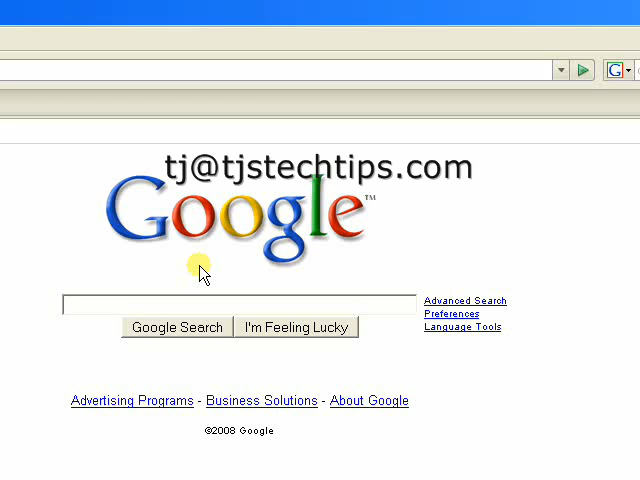 G
tj@tjstechtips.com
Google™
Advanced Search
Preferences
Language Tools
Google Search
I'm Feeling Lucky
Advertising Programs - Business Solutions - About Google
©2008 Google